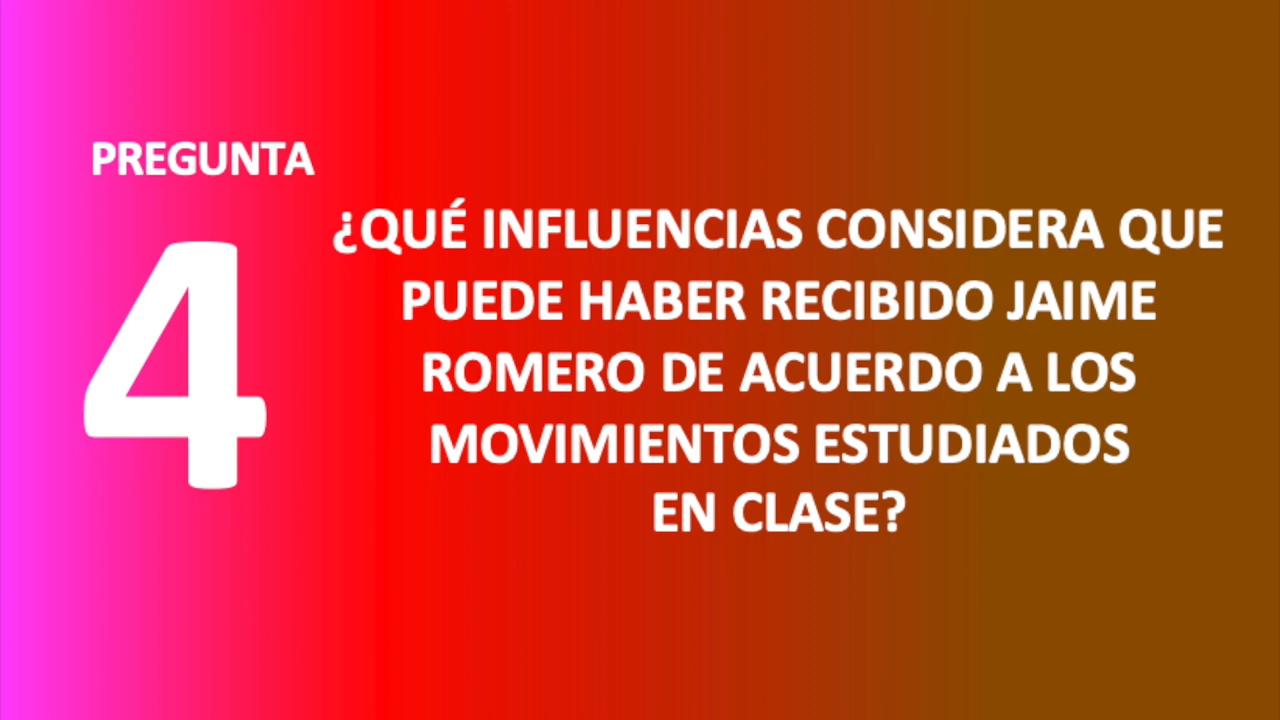 PREGUNTA
4
¿QUÉ INFLUENCIAS CONSIDERA QUE
PUEDE HABER RECIBIDO JAIME
ROMERO DE ACUERDO A LOS
MOVIMIENTOS ESTUDIADOS
EN CLASE?